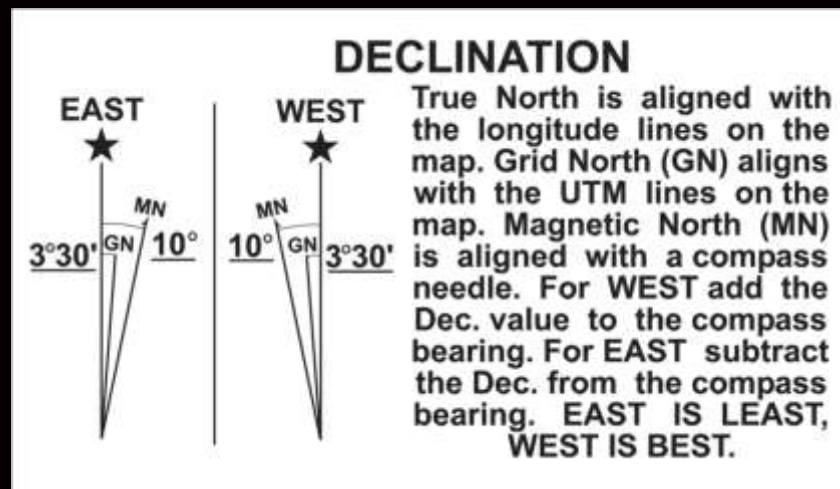 DECLINATION
EAST
MN
GN
3°30'
10°
WEST
MN
GN
10°
3°30'
True North is aligned with
the longitude lines on the
map. Grid North (GN) aligns
with the UTM lines on the
map. Magnetic North (MN)
is aligned with a compass
needle. For WEST add the
Dec. value to the compass
bearing. For EAST subtract
the Dec. from the compass
bearing. EAST IS LEAST,
WEST IS BEST.